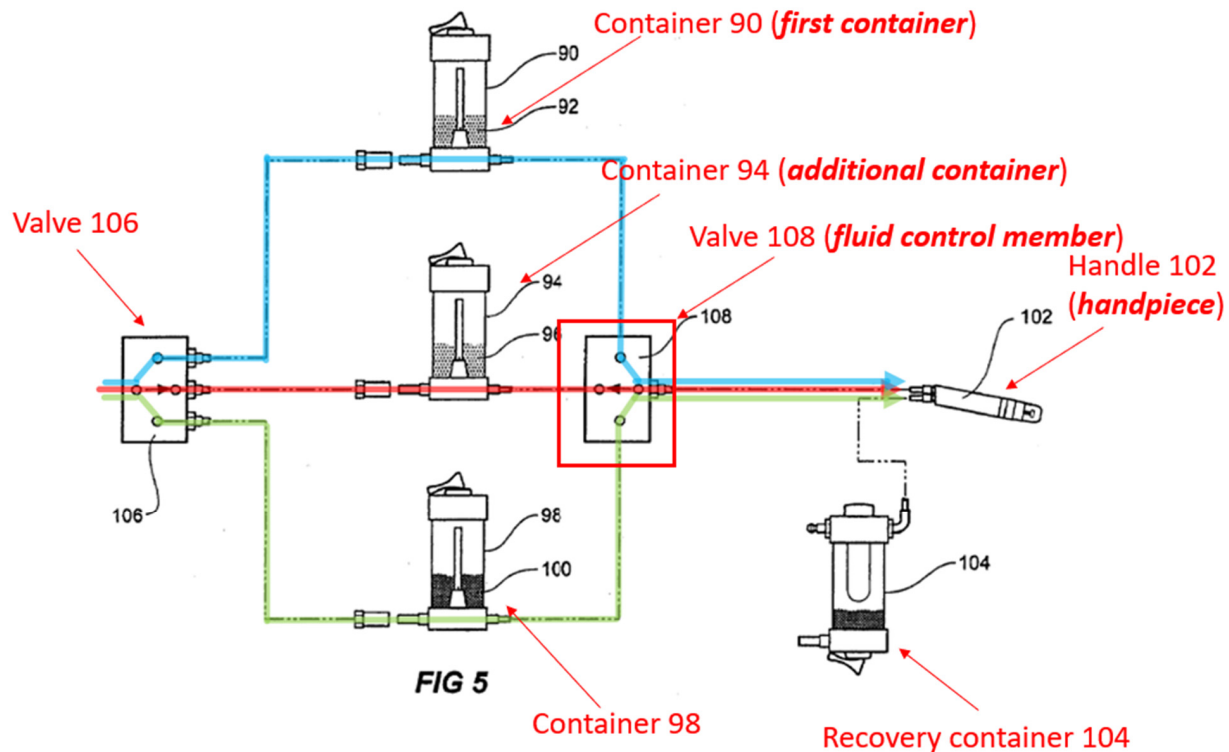 Container 90 (first container)
90
92
Container 94 (additional container)
Valve 106
Valve 108 (fluid control member)
Handle 102
(handpiece)
94
96
108
102
106
98
100
104
FIG 5
Container 98
Recovery container 104